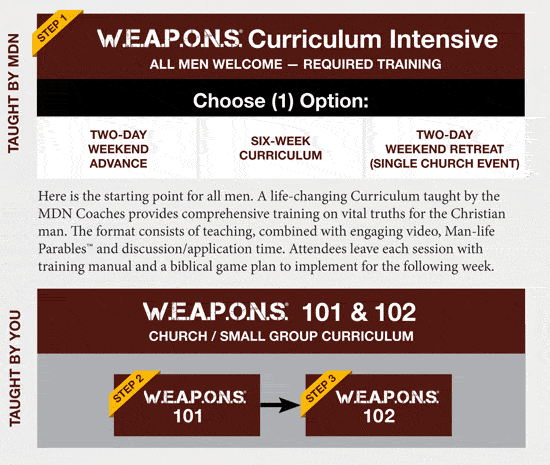 STEP 1
W.E.A.P.O.N.S.® Curriculum Intensive
ALL MEN WELCOME — REQUIRED TRAINING
TAUGHT BY MDN
Choose (1) Option:
TWO-DAY
WEEKEND
ADVANCE
SIX-WEEK
CURRICULUM
TWO-DAY
WEEKEND RETREAT
(SINGLE CHURCH EVENT)
Here is the starting point for all men. A life-changing Curriculum taught by the
MDN Coaches provides comprehensive training on vital truths for the Christian
man. The format consists of teaching, combined with engaging video, Man-life
Parables™ and discussion/application time. Attendees leave each session with
training manual and a biblical game plan to implement for the following week.
W.E.A.P.O.N.S.® 101 & 102
CHURCH / SMALL GROUP CURRICULUM
TAUGHT BY YOU
STEP 2
W.E.A.P.O.N.S.®
101
STEP 3
W.E.A.P.O.N.S.®
102